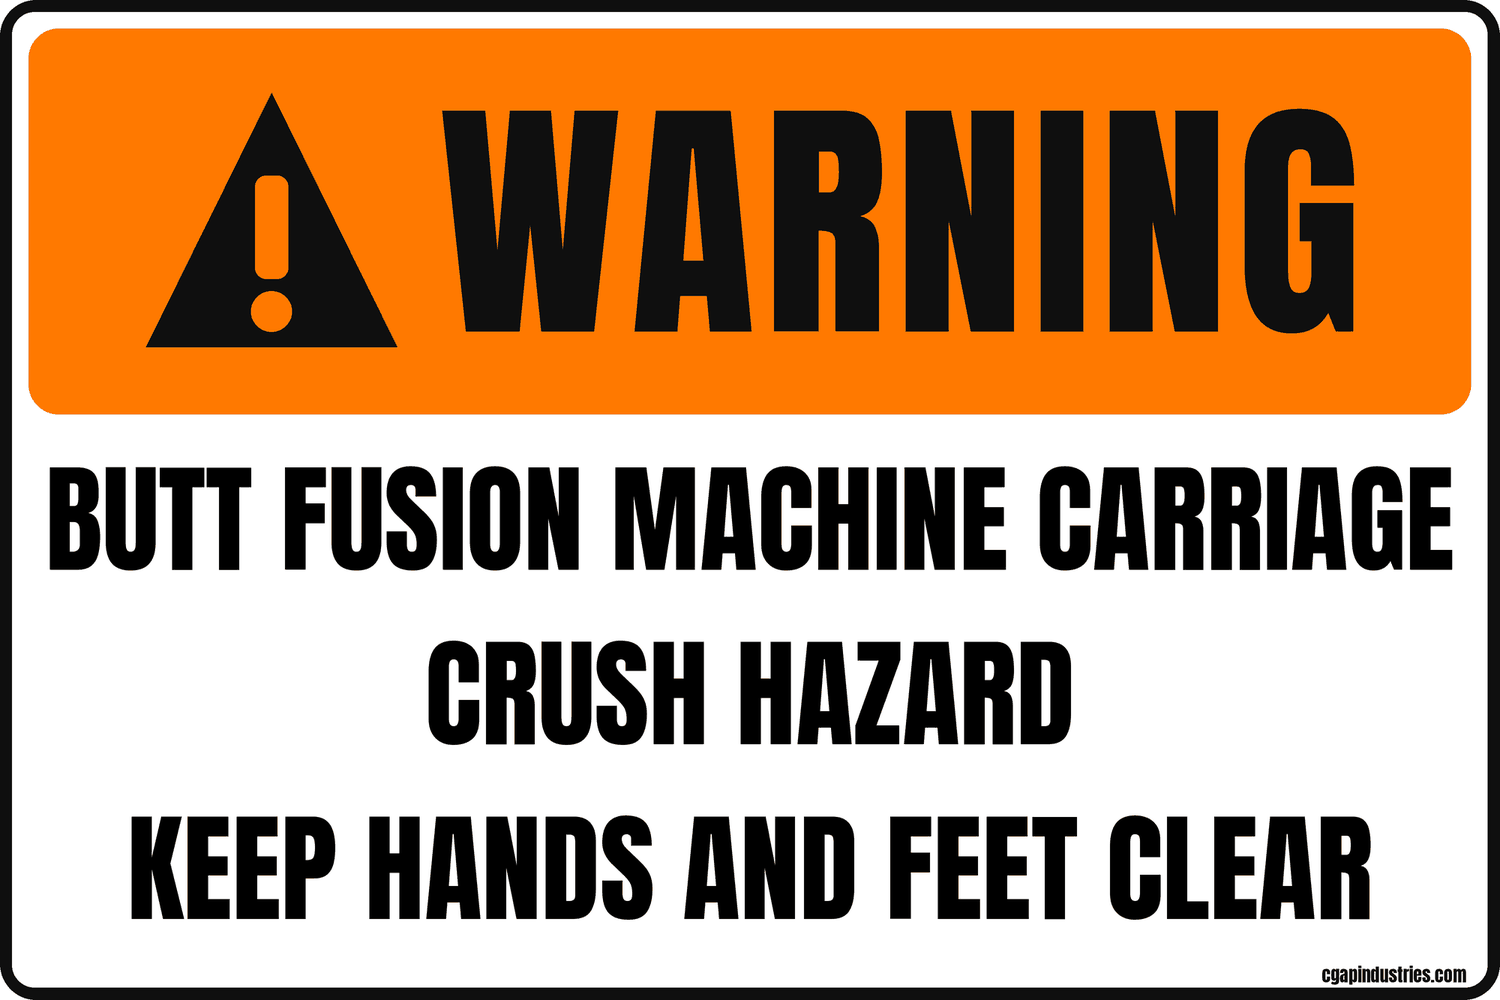 WARNING
BUTT FUSION MACHINE CARRIAGE
CRUSH HAZARD
KEEP HANDS AND FEET CLEAR
cgapindustries.com